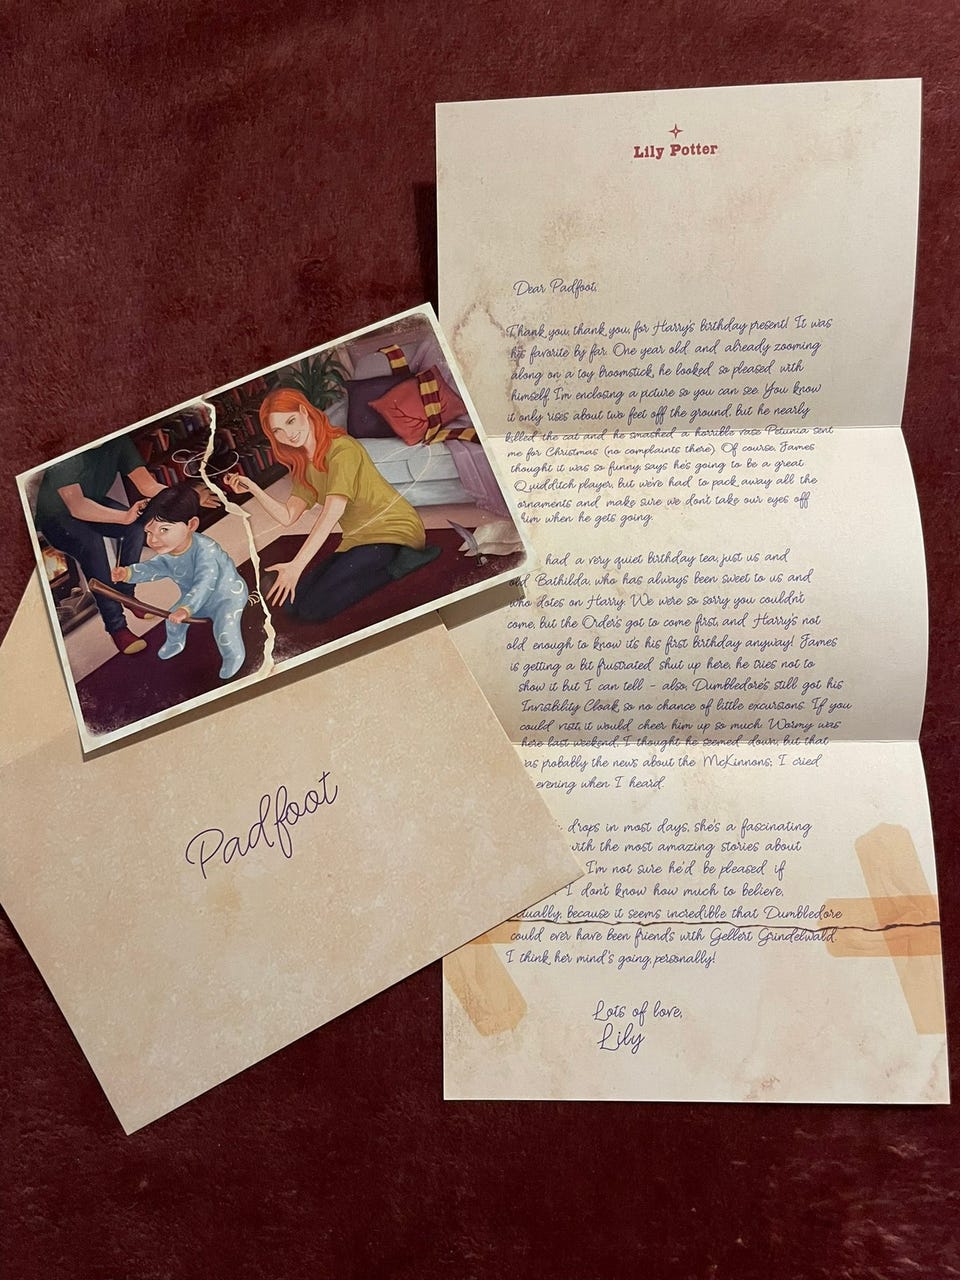 Lily Potter
Dear Padfoot,
Thank you, thank you, for Harry's birthday present! It was
his favorite by far. One year old and already zooming
along on a toy broomstick, he looked so pleased with
himself, I'm enclosing a picture so you can see. You know
it only rises about two feet off the ground, but he nearly
killed the cat and he smashed a horrible vase Petunia sent
me for Christmas (no complaints there). Of course, James
thought it was so funny, says he's going to be a great
Quidditch player, but we've had to pack away all the
ornaments and make sure we don't take our eyes off
him when he gets going.
had a very quiet birthday tea, just us and
old Bathilda, who has always been sweet to us and
who dotes on Harry. We were so sorry you couldn't
come, but the Order's got to come first, and Harry's not
old enough to know it's his first birthday anyway! James
is getting a bit frustrated shut up here, he tries not to
show it but I can tell - also, Dumbledore's still got his
Invisibility Cloak, so no chance of little excursions. If you
could visit, it would cheer him up so much. Wormy was
here last weekend, I thought he seemed down, but that
was probably the news about the McKinnons; I cried
evening when I heard.
drops in most days, she's a fascinating
with the most amazing stories about
I'm not sure he'd be pleased if
I don't know how much to believe,
actually, because it seems incredible that Dumbledore
could ever have been friends with Gellert Grindelwald.
I think her mind's going, personally!
Lots of love,
Lily
Padfoot